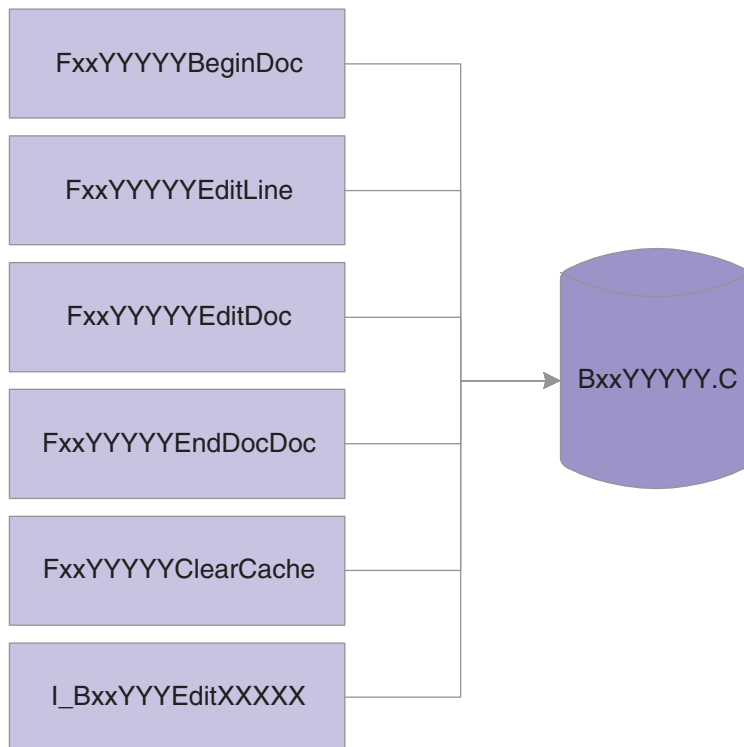 FxxYYYYYBeginDoc
FxxYYYYYEditLine
FxxYYYYYEditDoc
BxxYYYYY.C
FxxYYYYYEndDocDoc
FxxYYYYYClearCache
I_BxxYYYEditXXXXX